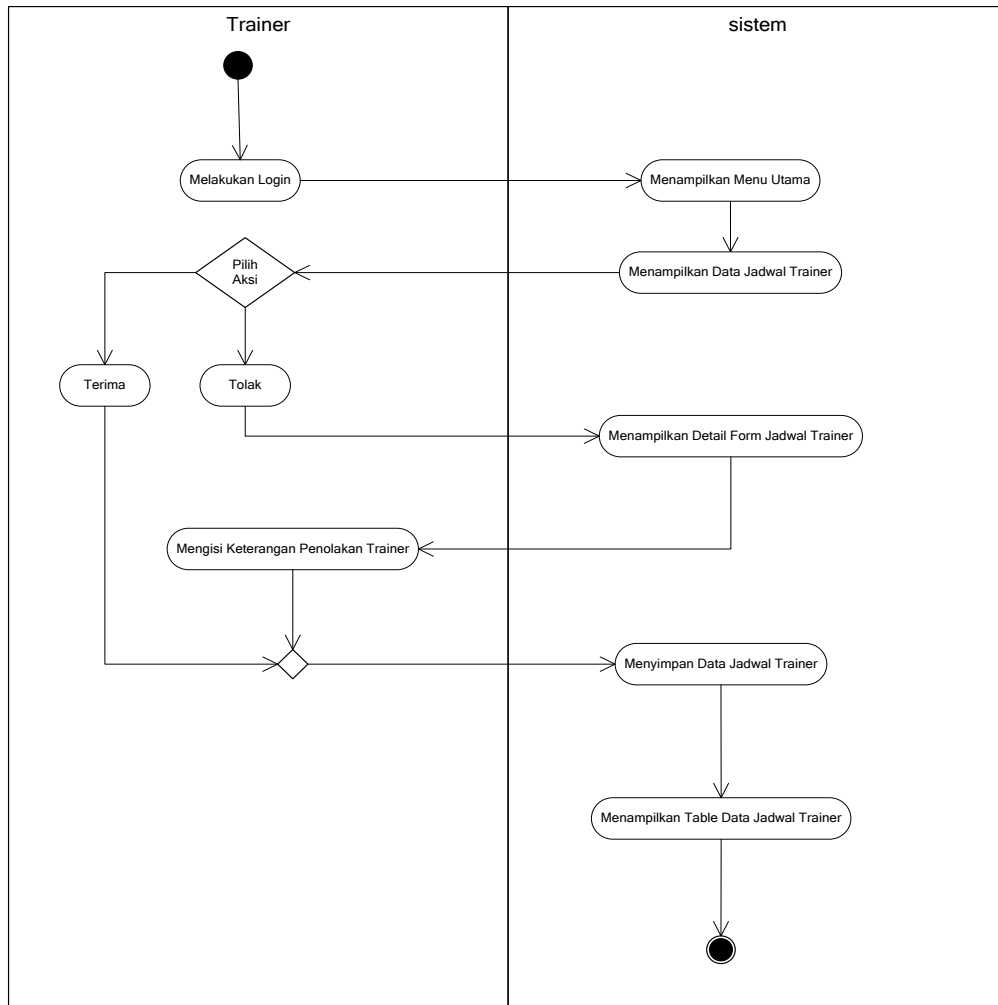 Trainer
sistem
Melakukan Login
Menampilkan Menu Utama
Pilih
Aksi
Menampilkan Data Jadwal Trainer
Terima
Tolak
Menampilkan Detail Form Jadwal Trainer
Mengisi Keterangan Penolakan Trainer
Menyimpan Data Jadwal Trainer
Menampilkan Table Data Jadwal Trainer